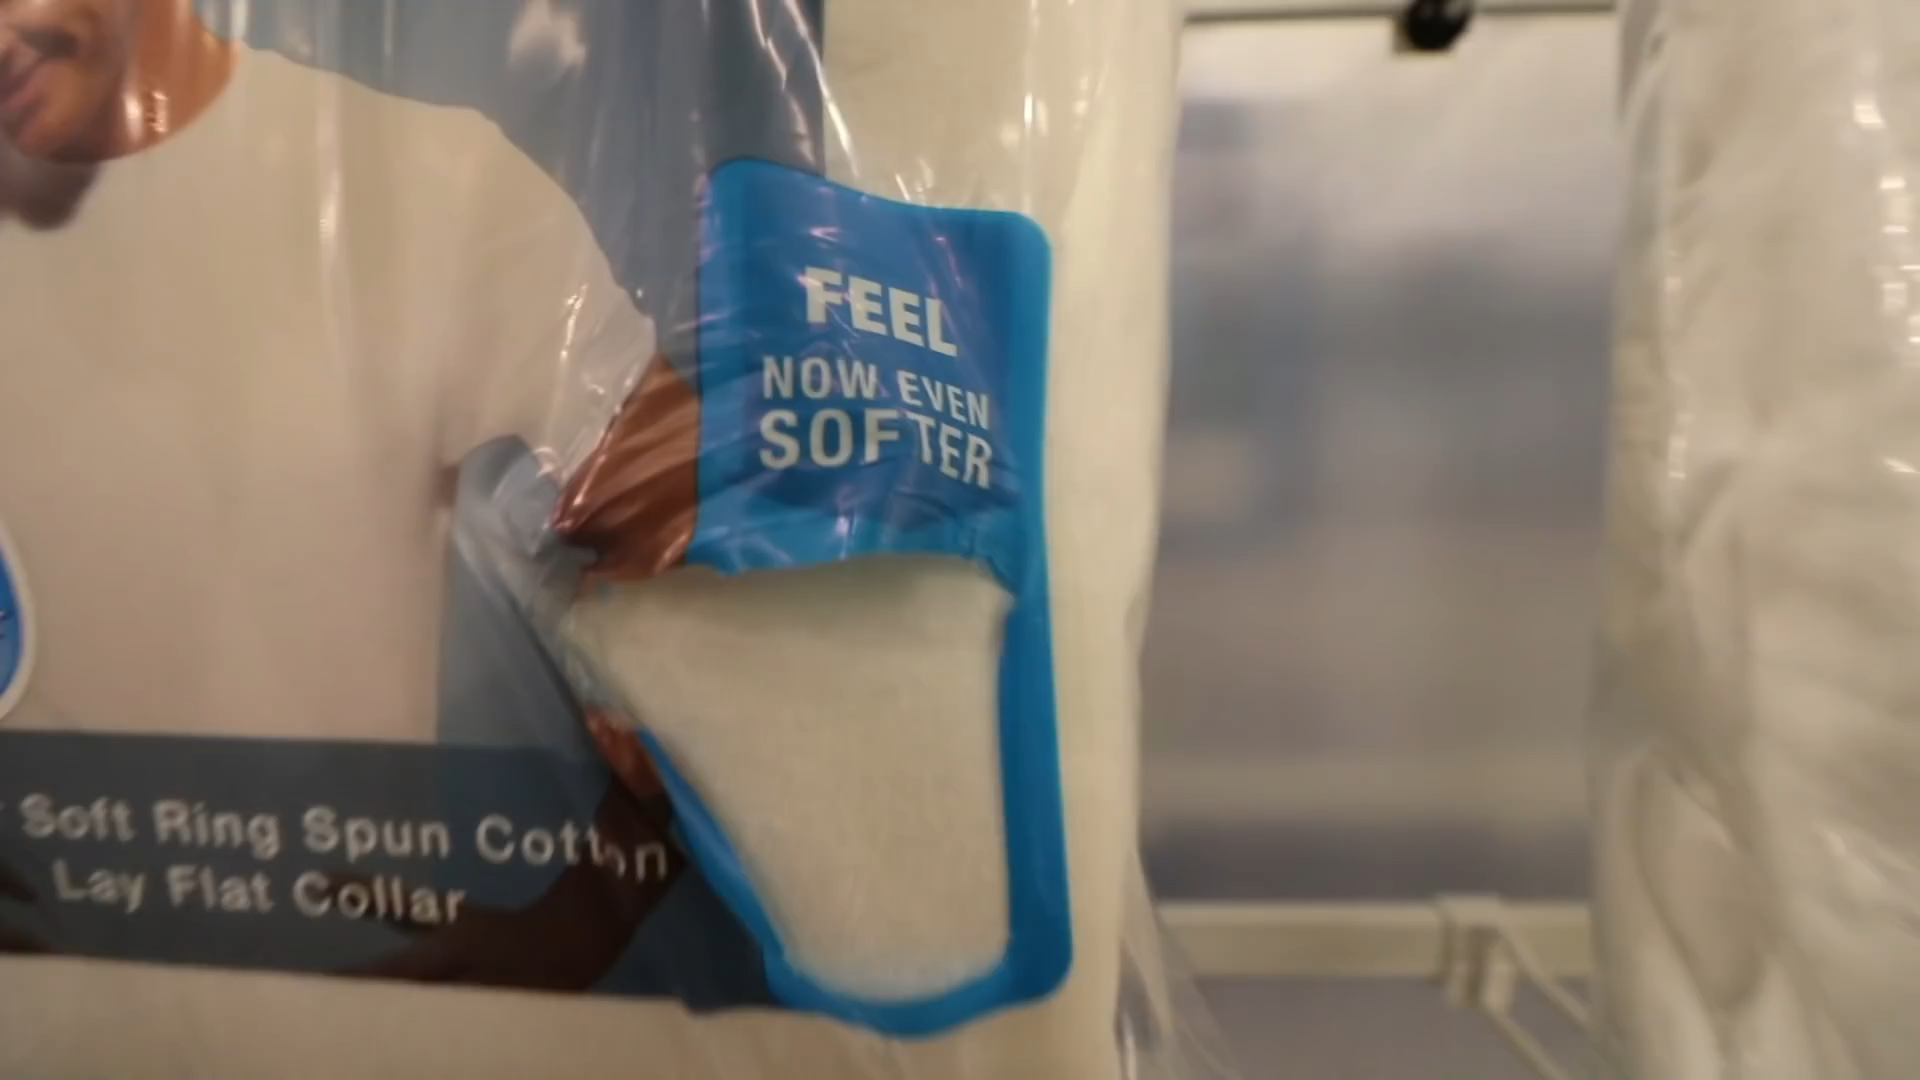 FEEL
NOW EVEN
SOFTER
Soft Ring Spun Cotton
Lay Flat Collar